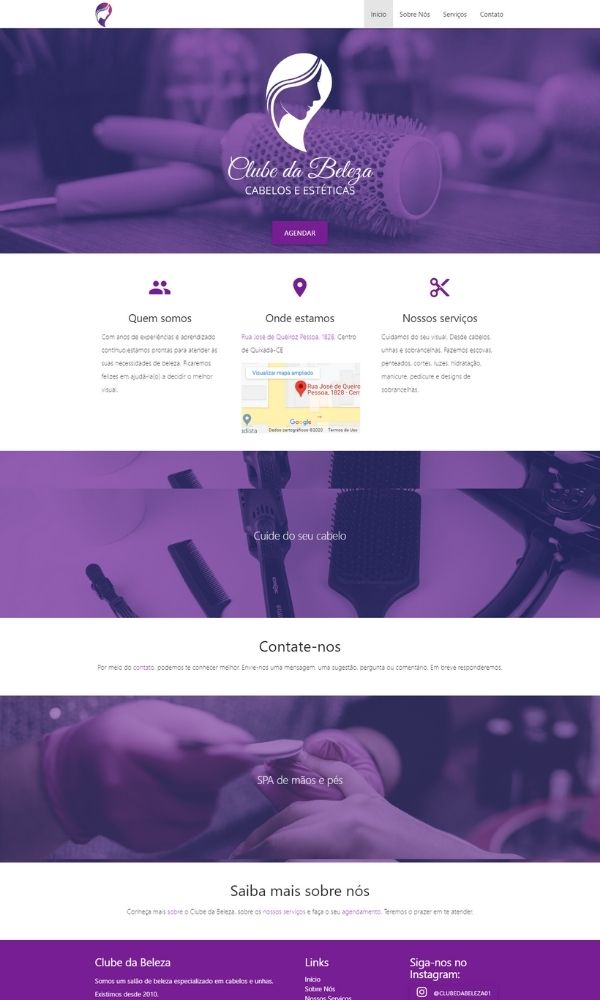 Início Sobre Nós Serviços Contato
Clube da Beleza
CABELOS E ESTÉTICAS
AGENDAR
Quem somos
Com anos de experiências e aprendizado
contínuo,estamos prontas para atender às
suas necessidades de beleza. Ficaremos
felizes em ajudá-la(o) a decidir o melhor
visual.
Onde estamos
Rua José de Queiroz Pessoa, 1828, Centro
de Quixadá-CE
Visualizar mapa ampliado
Rua José de Queiro
Pessoa, 1828 - Cen
adista
Google
Dados cartográficos ©2020 Termos de Uso
Nossos serviços
Cuidamos do seu visual. Desde cabelos,
unhas e sobrancelhas. Fazemos escovas,
penteados, cortes, luzes, hidratação,
manicure, pedicure e designs de
sobrancelhas.
Cuide do seu cabelo
Contate-nos
Por meio do contato, podemos te conhecer melhor. Envie-nos uma mensagem, uma sugestão, pergunta ou comentário. Em breve responderemos.
SPA de mãos e pés
Saiba mais sobre nós
Conheça mais sobre o Clube da Beleza, sobre os nossos serviços e faça o seu agendamento. Teremos o prazer em te atender.
Clube da Beleza
Somos um salão de beleza especializado em cabelos e unhas.
Existimos desde 2010.
Links
Início
Sobre Nós
Nossos Serviços
Siga-nos no
Instagram:
@CLUBEDABELEZA01